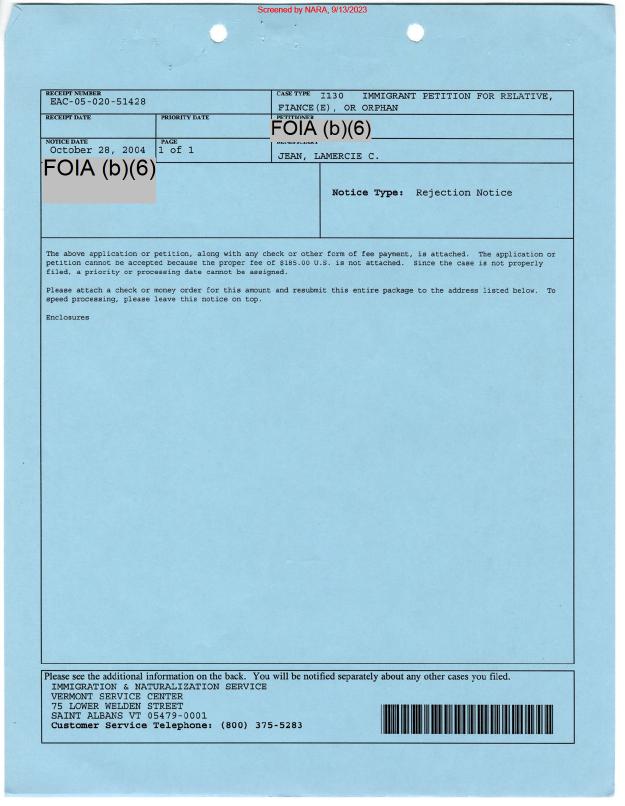 Screened by NARA, 9/13/2023
RECEIPT NUMBER
EAC-05-020-51428
CASE TYPE I130 IMMIGRANT PETITION FOR RELATIVE,
FIANCE(E), OR ORPHAN
RECEIPT DATE
PRIORITY DATE
PETITIONER
FOIA (b)(6)
NOTICE DATE
October 28, 2004
PAGE
1 of 1
BENEFICIARY
JEAN, LAMERCIE C.
FOIA (b)(6)
Notice Type: Rejection Notice
The above application or petition, along with any check or other form of fee payment, is attached. The application or
petition cannot be accepted because the proper fee of $185.00 U.S. is not attached. Since the case is not properly
filed, a priority or processing date cannot be assigned.
Please attach a check or money order for this amount and resubmit this entire package to the address listed below. To
speed processing, please leave this notice on top.
Enclosures
Please see the additional information on the back. You will be notified separately about any other cases you filed.
IMMIGRATION & NATURALIZATION SERVICE
VERMONT SERVICE CENTER
75 LOWER WELDEN STREET
SAINT ALBANS VT 05479-0001
Customer Service Telephone: (800) 375-5283